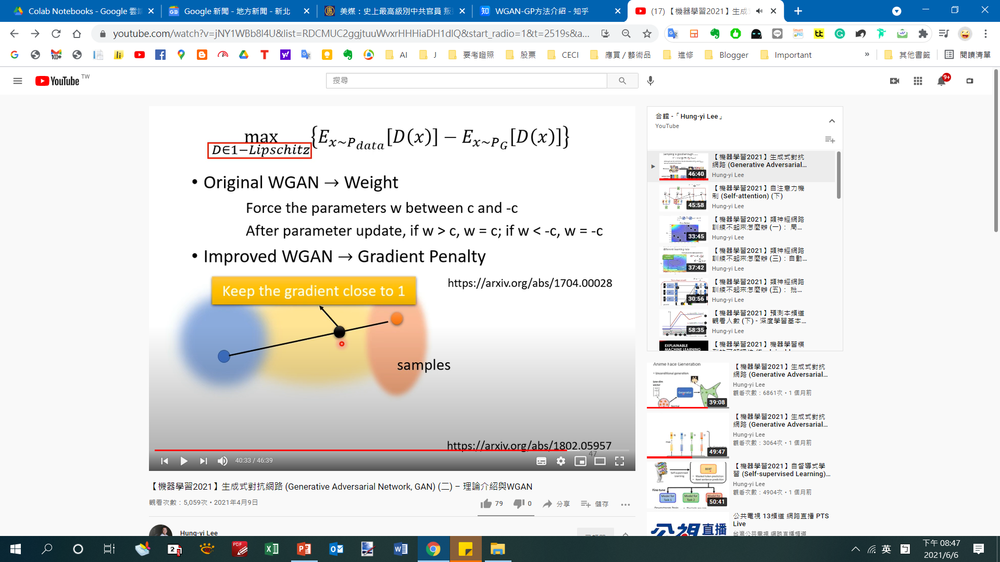 Colab Notebooks - Google 雲端
Google 新聞 - 地方新聞 - 新北
美媒：史上最高級別中共官員 叛
WGAN-GP方法介绍 - 知乎
(17) 【機器學習2021】生成式
youtube.com/watch?v=jNY1WBb8l4U&list=RDCMUC2ggjtuuWvxrHHHiaDH1dlQ&start_radio=1&t=2519s&a...
AI
J
要考證照
股票
CECI
應買 / 藝術品
進修
Blogger
Important
»
其他書籤
閱讀清單
YouTube TW
搜尋
9+
max
D∈1−Lipschitz
{E_{x~P_{data}}[D(x)] − E_{x~P_G}[D(x)]}
• Original WGAN → Weight
Force the parameters w between c and -c
After parameter update, if w > c, w = c; if w < -c, w = -c
• Improved WGAN → Gradient Penalty
https://arxiv.org/abs/1704.00028
Keep the gradient close to 1
samples
https://arxiv.org/abs/1802.05957
47
40:33 / 46:39
【機器學習2021】生成式對抗網路 (Generative Adversarial Network, GAN) (二) – 理論介紹與WGAN
觀看次數：5,059次 • 2021年4月9日
79
0
分享
儲存
Hung-yi Lee
合輯 -「Hung-yi Lee」
YouTube
【機器學習2021】生成式對抗
網路 (Generative Adversarial...
Hung-yi Lee
46:40
【機器學習2021】自注意力機
制 (Self-attention) (下)
Hung-yi Lee
45:58
【機器學習2021】類神經網路
訓練不起來怎麼辦 (一)： 局...
Hung-yi Lee
33:45
【機器學習2021】類神經網路
訓練不起來怎麼辦 (三)：自動...
Hung-yi Lee
37:42
【機器學習2021】類神經網路
訓練不起來怎麼辦 (五)： 批...
Hung-yi Lee
30:56
【機器學習2021】預測本頻道
觀看人數 (下) - 深度學習基本...
Hung-yi Lee
58:35
【機器學習2021】機器學習模
EXPLAINABLE
MACHINE LEARNING
Anime Face Generation
• Unconditional generation
Generator
39:08
【機器學習2021】生成式對抗
網路 (Generative Adversarial...
Hung-yi Lee
觀看次數：6861次 • 1 個月前
【機器學習2021】生成式對抗
網路 (Generative Adversarial...
Hung-yi Lee
觀看次數：3064次 • 1 個月前
49:47
【機器學習2021】自督導式學
習 (Self-supervised Learning)...
Hung-yi Lee
觀看次數：4904次 • 1 個月前
BERT
Fine-tune
50:41
公共電視 13頻道 網路直播 PTS
Live
台灣公共電視 網路直播頻道
公視直播
英
下午 08:47
2021/6/6